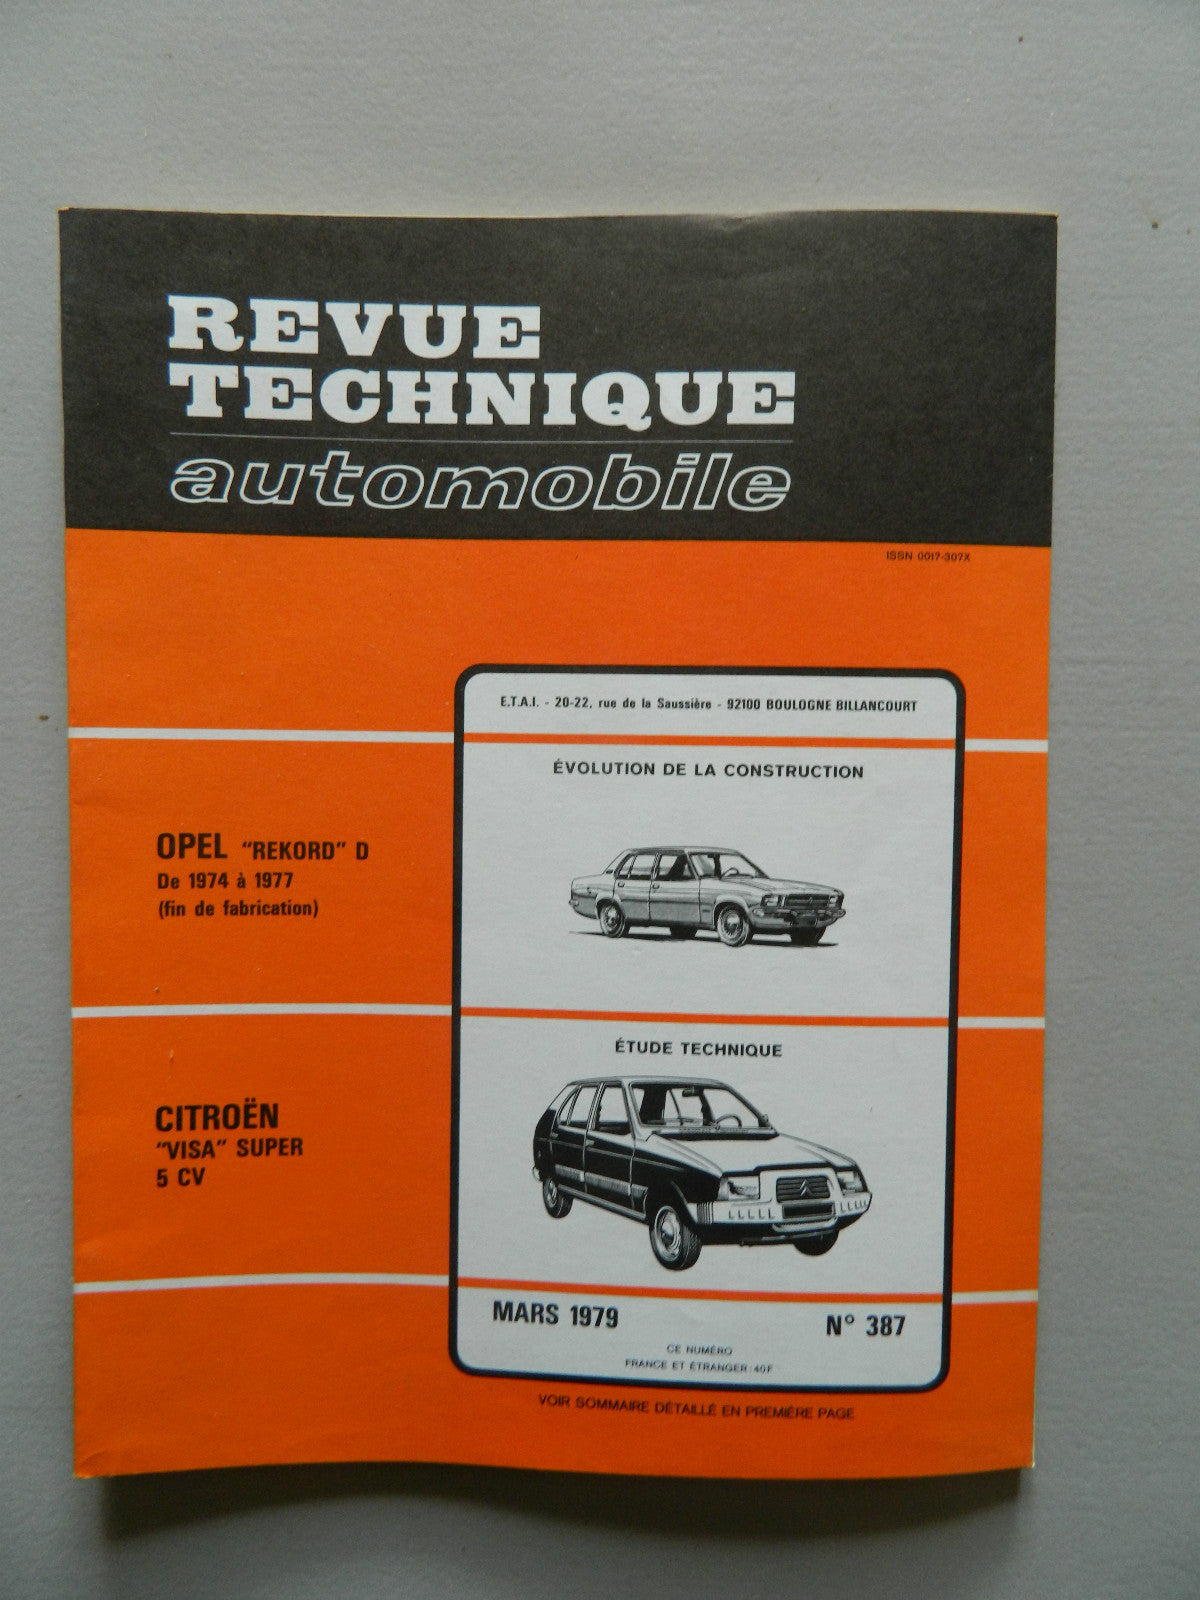 REVUE
TECHNIQUE
automobile
ISSN 0017-307X
E.T.A.I. - 20-22, rue de la Saussière - 92100 BOULOGNE BILLANCOURT
ÉVOLUTION DE LA CONSTRUCTION
OPEL "REKORD" D
De 1974 à 1977
(fin de fabrication)
ÉTUDE TECHNIQUE
CITROËN
"VISA" SUPER
5 CV
MARS 1979
N° 387
CE NUMÉRO
FRANCE ET ÉTRANGER : 40F
VOIR SOMMAIRE DÉTAILLÉ EN PREMIÈRE PAGE